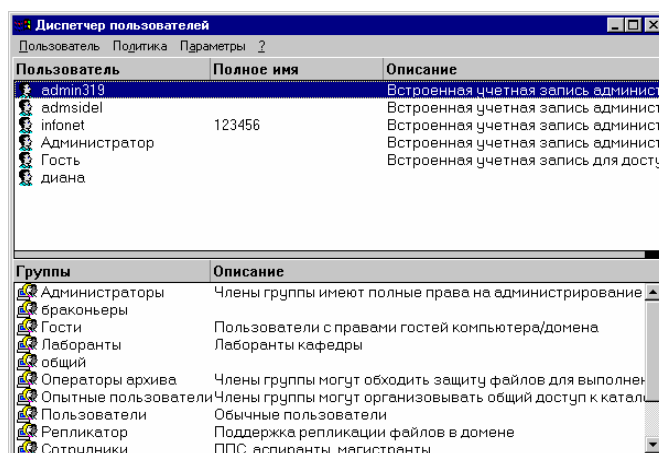 Диспетчер пользователей
Пользователь Политика Параметры ?
Пользователь Полное имя Описание
admin319 Встроенная учетная запись админист
admsidel Встроенная учетная запись админист
infonet 123456 Встроенная учетная запись админист
Администратор Встроенная учетная запись админист
Гость Встроенная учетная запись для досту
диана
Группы Описание
Администраторы Члены группы имеют полные права на администрирование
браконьеры
Гости Пользователи с правами гостей компьютера/домена
Лаборанты Лаборанты кафедры
общий
Операторы архива Члены группы могут обходить защиту файлов для выполнен
Опытные пользователи Члены группы могут организовывать общий доступ к катало
Пользователи Обычные пользователи
Репликатор Поддержка репликации файлов в домене
Сотрудники ППС, аспиранты, магистранты